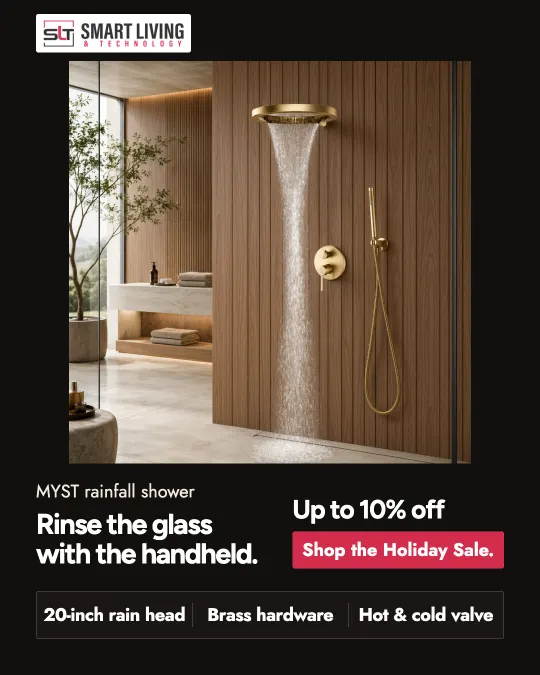 SLT SMART LIVING
& TECHNOLOGY
MYST rainfall shower
Rinse the glass
with the handheld.
Up to 10% off
Shop the Holiday Sale.
20-inch rain head
Brass hardware
Hot & cold valve